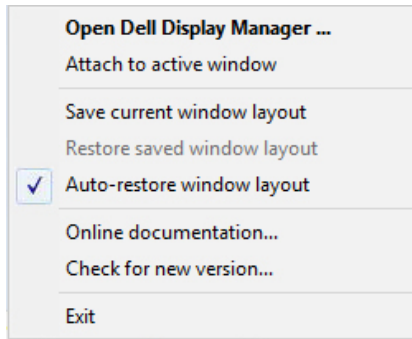 Open Dell Display Manager ...
Attach to active window
Save current window layout
Restore saved window layout
Auto-restore window layout
Online documentation...
Check for new version...
Exit